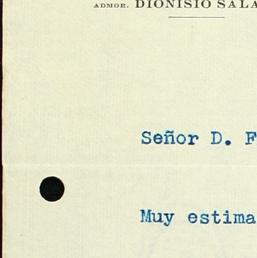 ADMOR. DIONISIO SALA
Señor D. F
Muy estima